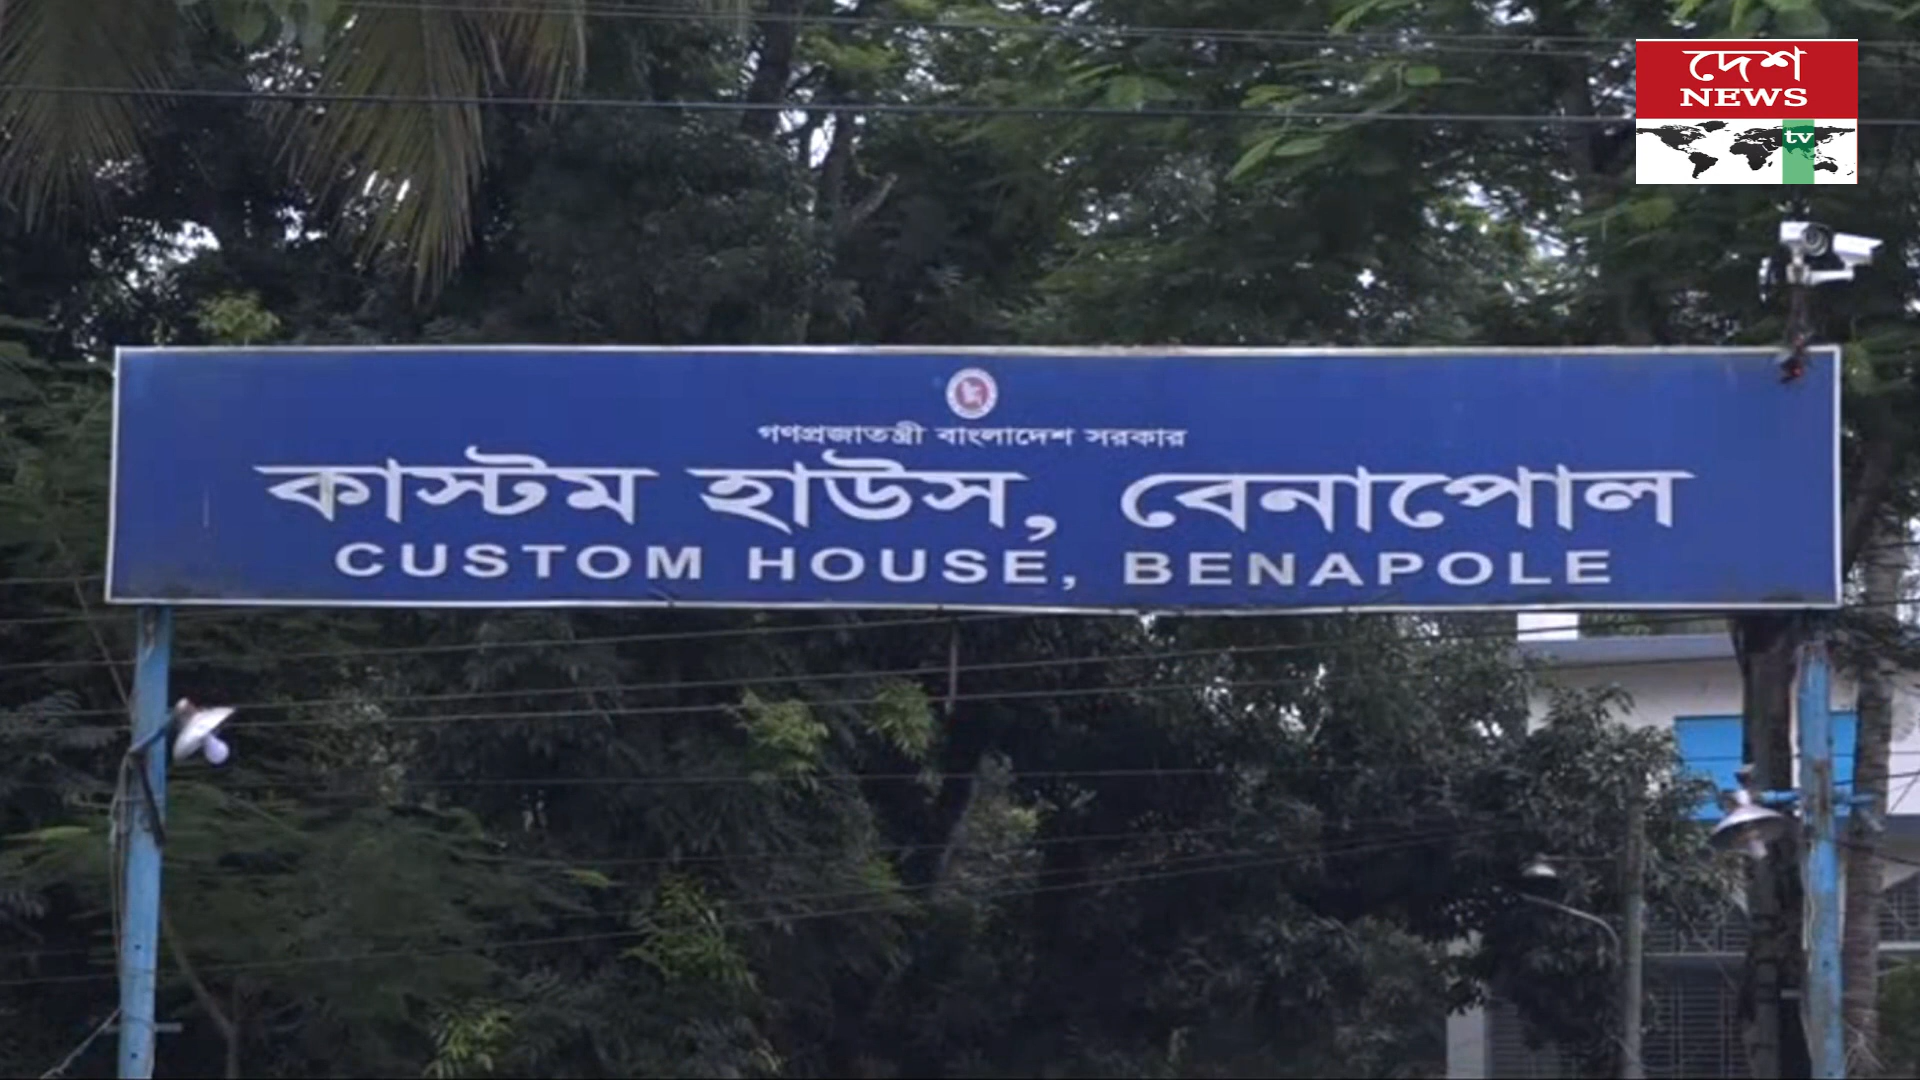 দেশ
NEWS
tv
গণপ্রজাতন্ত্রী বাংলাদেশ সরকার
কাস্টম হাউস, বেনাপোল
CUSTOM HOUSE, BENAPOLE